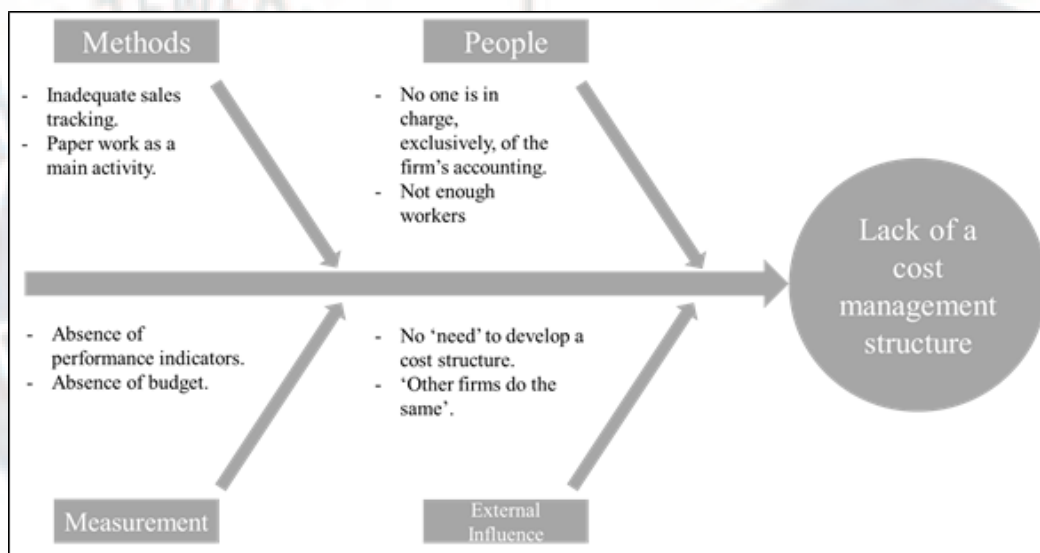 Methods
- Inadequate sales
tracking.
- Paper work as a
main activity.
People
- No one is in
charge,
exclusively, of the
firm's accounting.
- Not enough
workers
Lack of a
cost
management
structure
- Absence of
performance indicators.
- Absence of budget.
Measurement
- No ‘need’ to develop a
cost structure.
- ‘Other firms do the
same’.
External
Influence